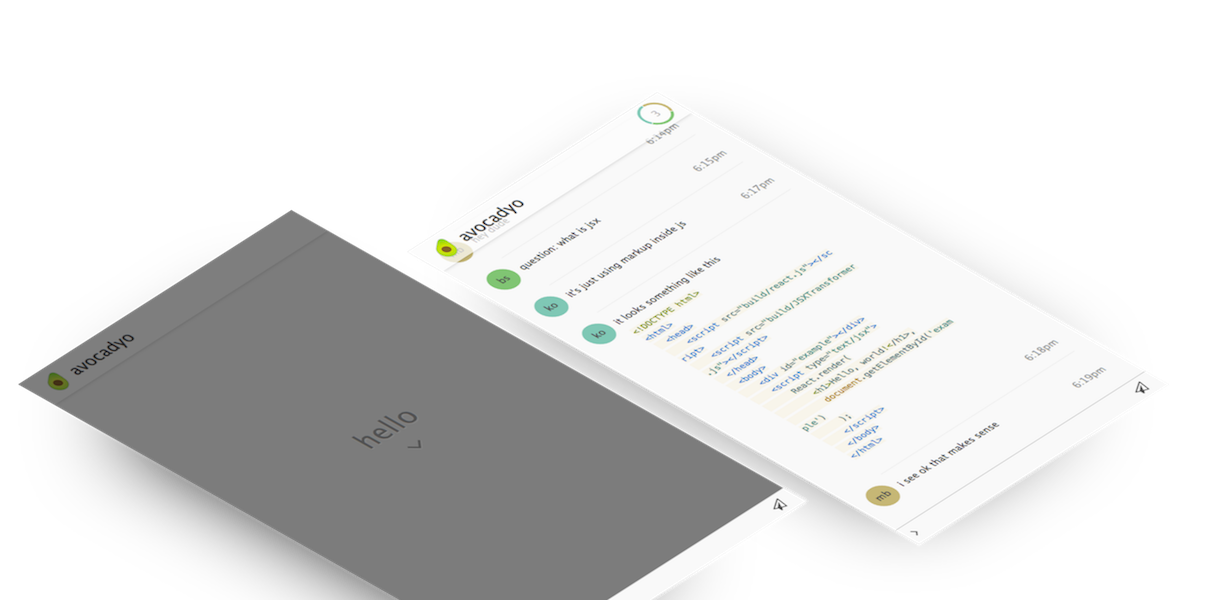 avocadyo
hello
avocadyo
3
hey dude
6:14pm
bs
question: what is jsx
6:15pm
ko
it's just using markup inside js
6:17pm
ko
it looks something like this
<!DOCTYPE html>
<html>
<head>
<script src="build/react.js"></sc
ript>
<script src="build/JSXTransformer
.js"></script>
</head>
<body>
<div id="example"></div>
<script type="text/jsx">
React.render(
<h1>Hello, world!</h1>,
document.getElementById('exam
ple')
);
</script>
</body>
</html>
6:18pm
mb
i see ok that makes sense
6:19pm
>